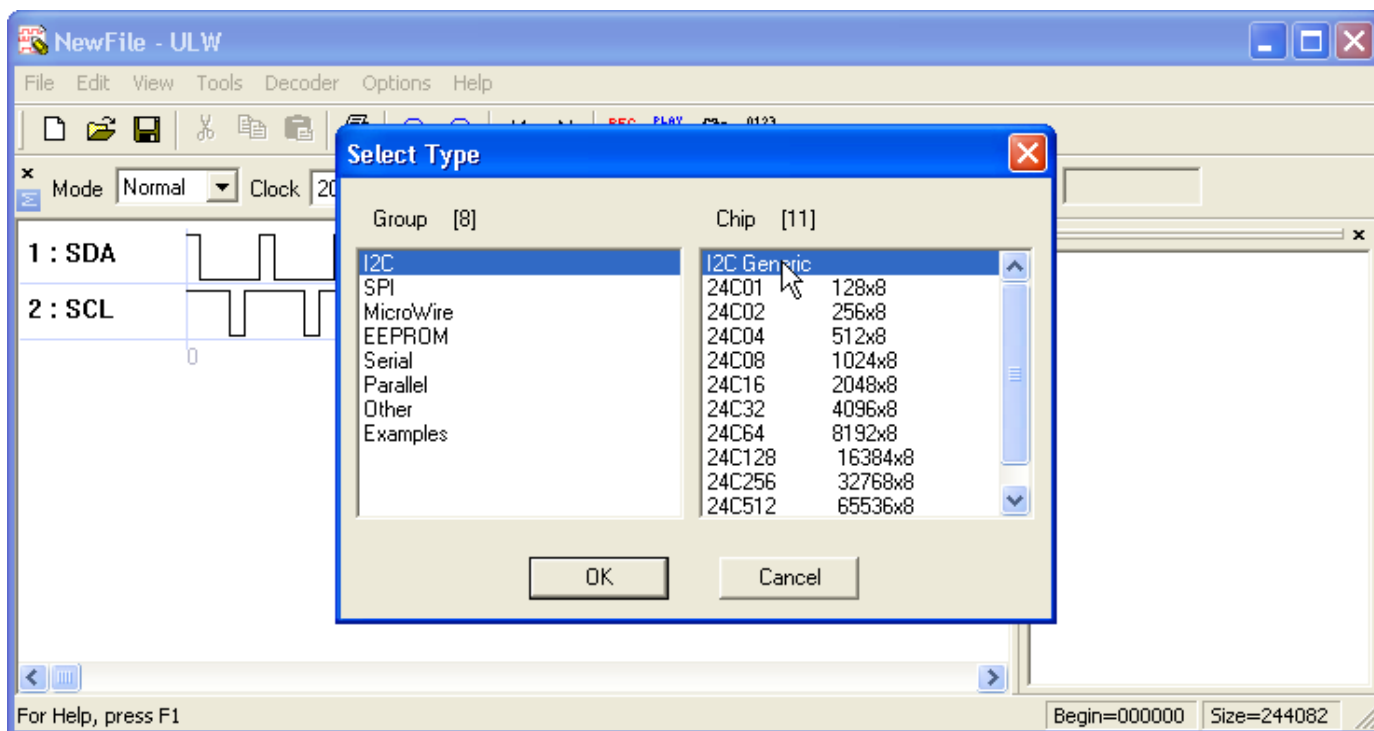 NewFile - ULW
File Edit View Tools Decoder Options Help
Mode Normal Clock 20
1 : SDA
2 : SCL
0
Select Type
Group [8] Chip [11]
I2C
SPI
MicroWire
EEPROM
Serial
Parallel
Other
Examples
I2C Generic
24C01 128x8
24C02 256x8
24C04 512x8
24C08 1024x8
24C16 2048x8
24C32 4096x8
24C64 8192x8
24C128 16384x8
24C256 32768x8
24C512 65536x8
OK Cancel
For Help, press F1 Begin=000000 Size=244082